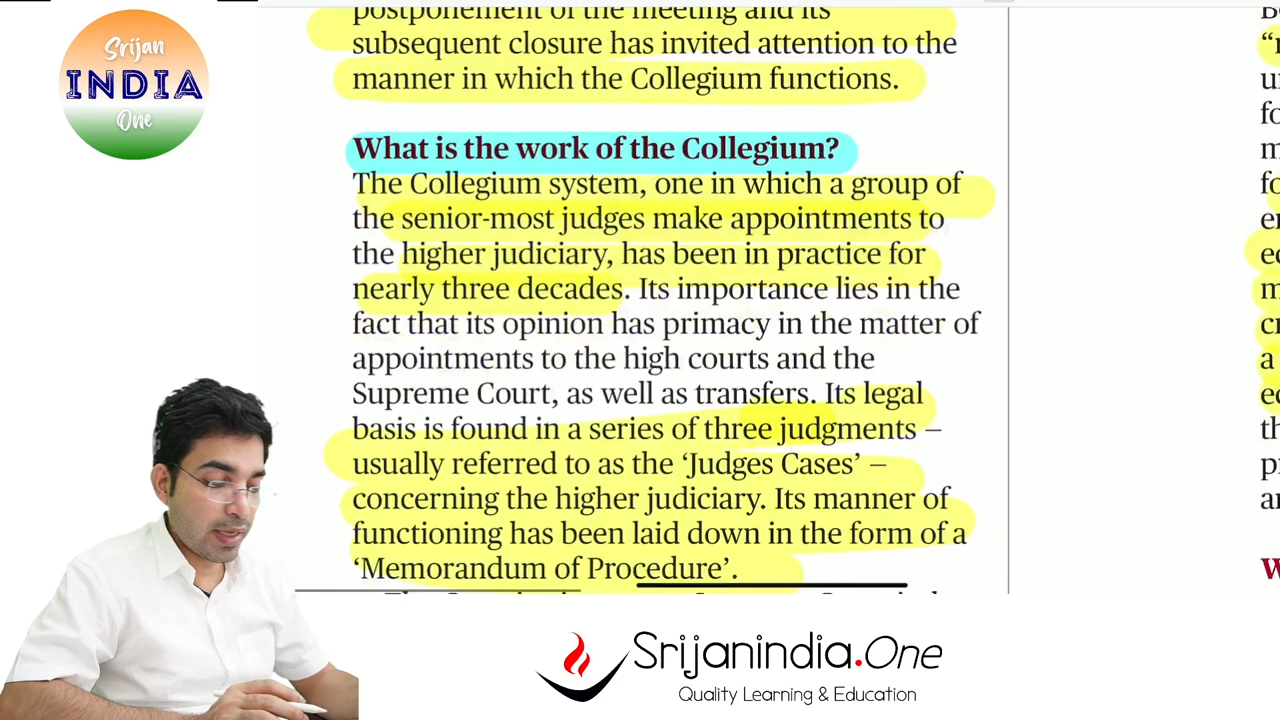 Srijan
INDIA
One
postponement of the meeting and its
subsequent closure has invited attention to the
manner in which the Collegium functions.
What is the work of the Collegium?
The Collegium system, one in which a group of
the senior-most judges make appointments to
the higher judiciary, has been in practice for
nearly three decades. Its importance lies in the
fact that its opinion has primacy in the matter of
appointments to the high courts and the
Supreme Court, as well as transfers. Its legal
basis is found in a series of three judgments –
usually referred to as the ‘Judges Cases’ –
concerning the higher judiciary. Its manner of
functioning has been laid down in the form of a
‘Memorandum of Procedure’.
Srijanindia.One
Quality Learning & Education